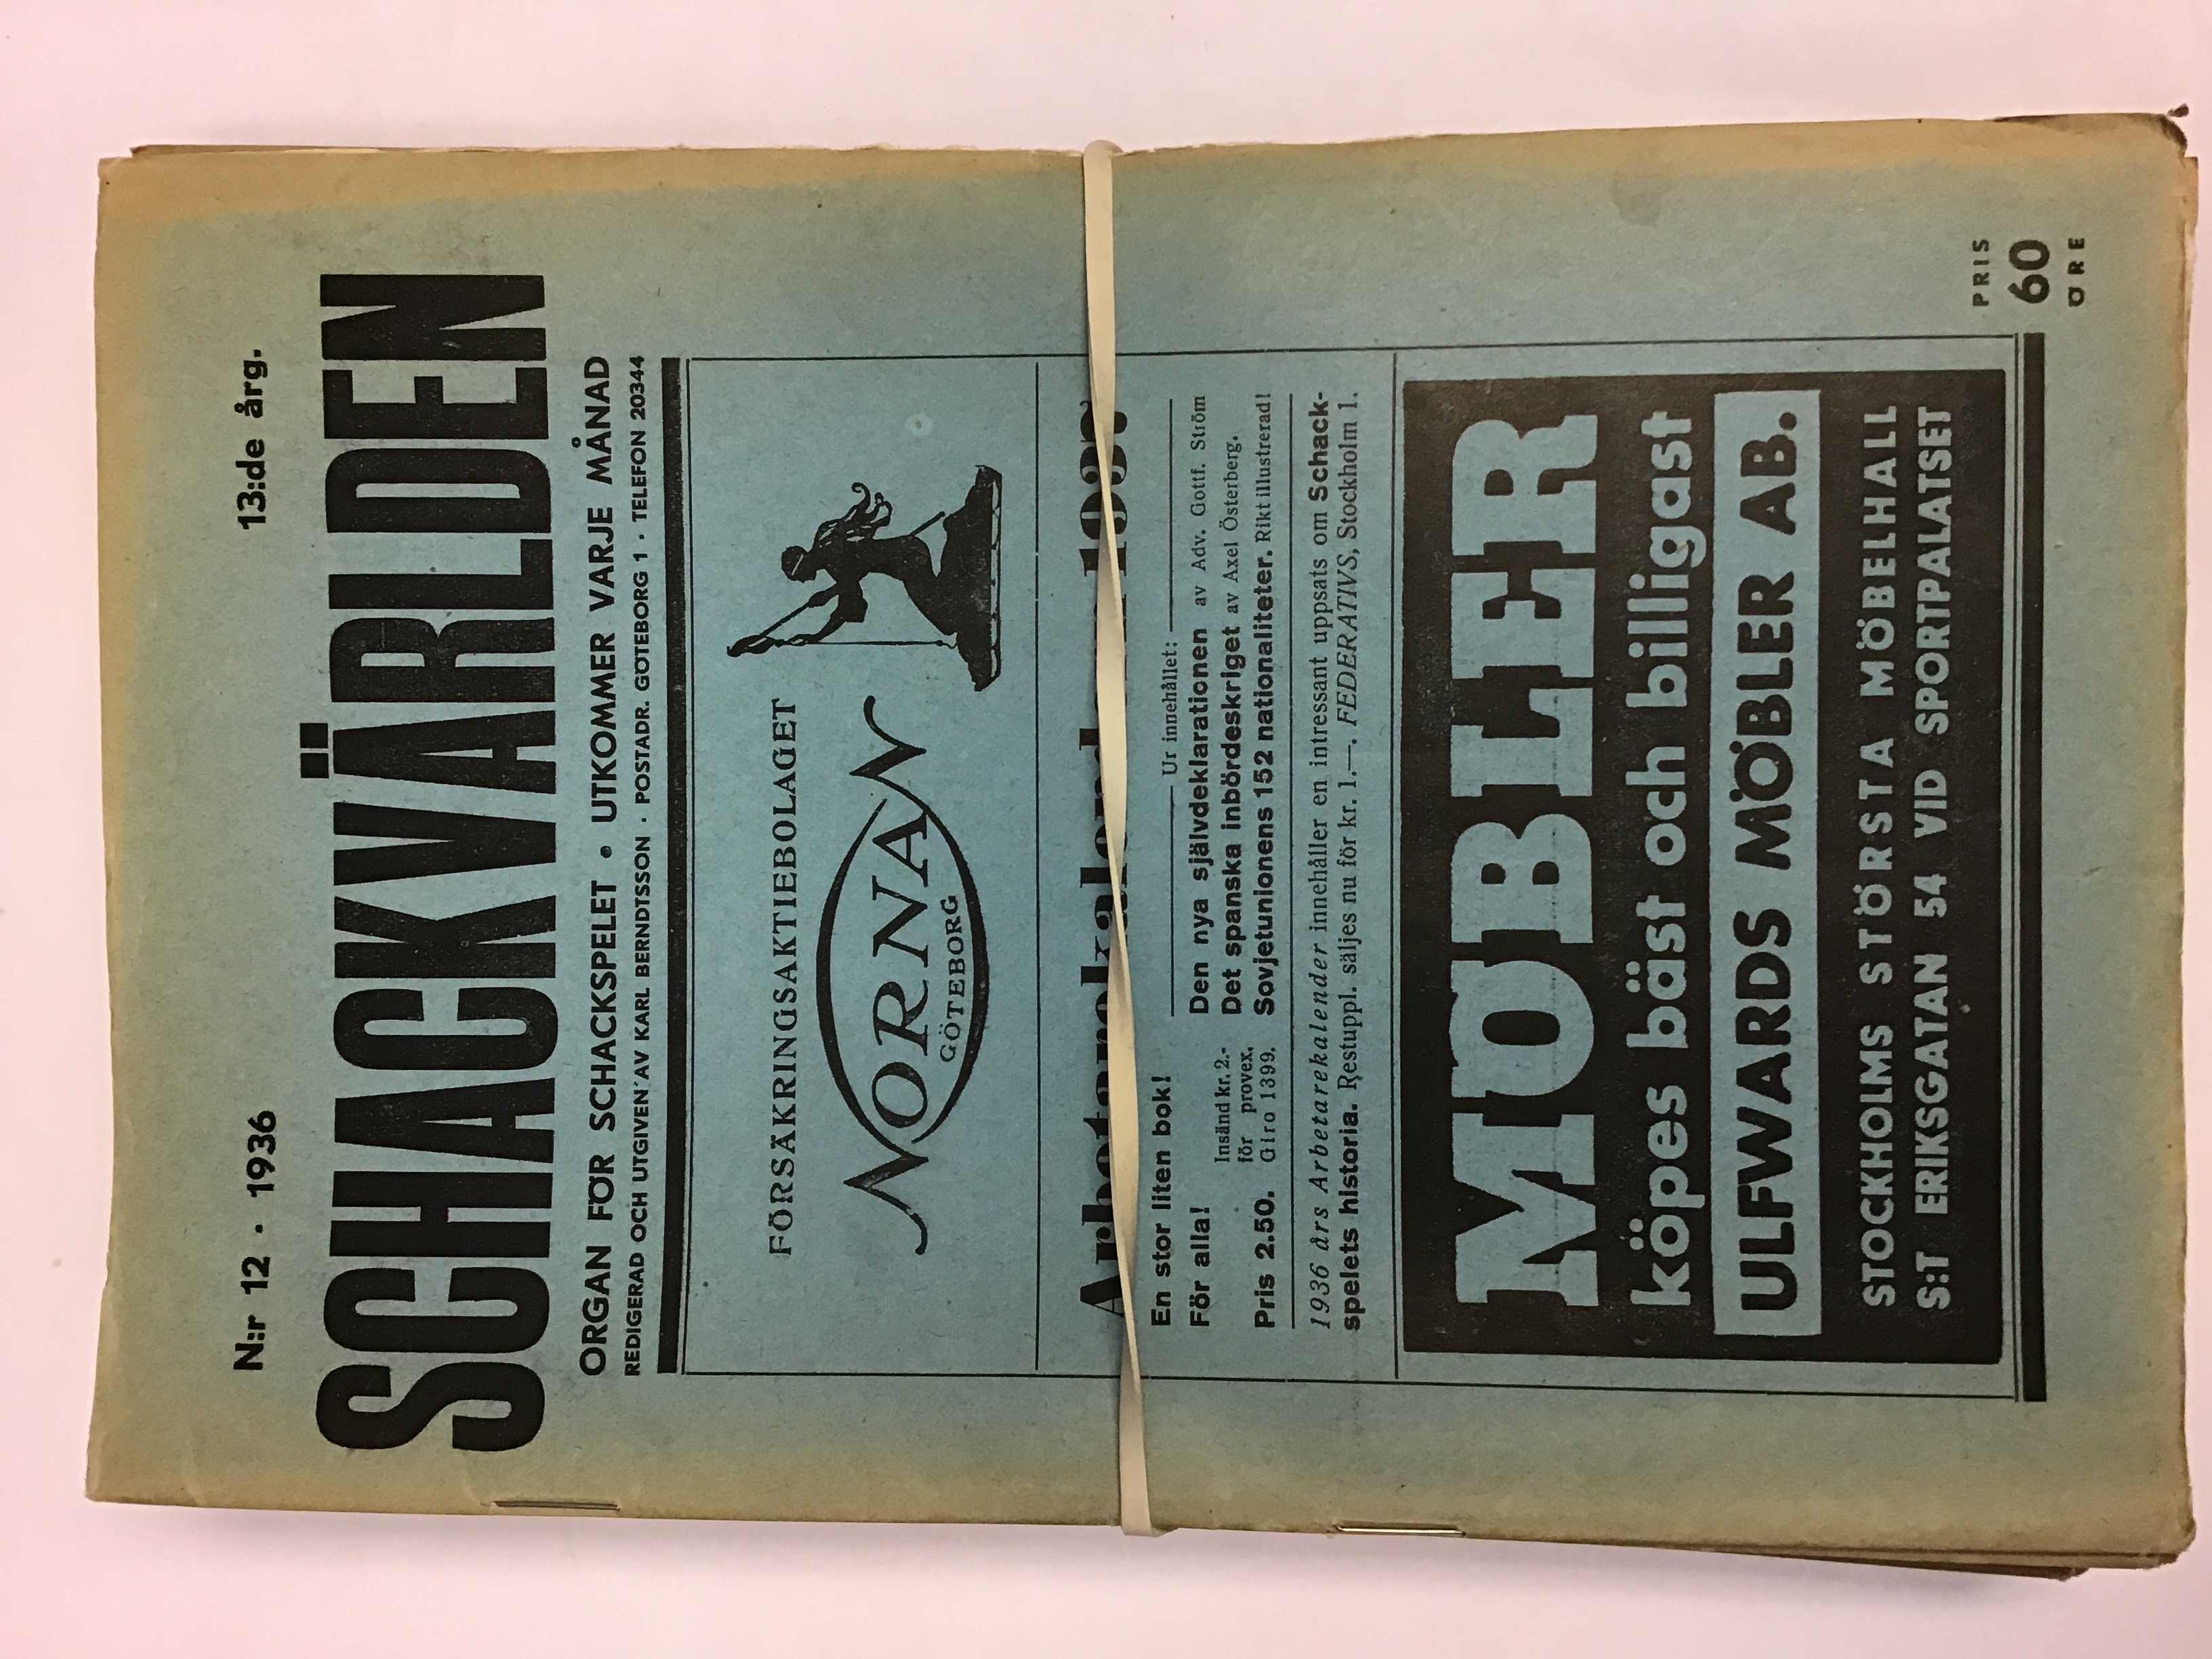 N:r 12 · 1936 13:de årg.
SCHACKVÄRLDEN
ORGAN FÖR SCHACKSPELET • UTKOMMER VARJE MÅNAD
REDIGERAD OCH UTGIVEN AV KARL BERNDTSSON · POSTADR. GÖTEBORG 1 · TELEFON 20344
FÖRSÄKRINGSAKTIEBOLAGET
NORNAN
GÖTEBORG
Arbetarekalendern 1937
En stor liten bok!
För alla! Insänd kr. 2.-
för provex.
Pris 2.50. Giro 1399.
Ur innehållet:
Den nya självdeklarationen av Adv. Gottf. Ström
Det spanska inbördeskriget av Axel Österberg.
Sovjetunionens 152 nationaliteter. Rikt illustrerad!
1936 års Arbetarekalender innehåller en intressant uppsats om Schack-
spelets historia. Restuppl. säljes nu för kr. 1.—. FEDERATIVS, Stockholm 1.
MÖBLER
köpes bäst och billigast
ULFWARDS MÖBLER AB.
STOCKHOLMS STÖRSTA MÖBELHALL
S:T ERIKSGATAN 54 VID SPORTPALATSET
PRIS
60
ÖRE